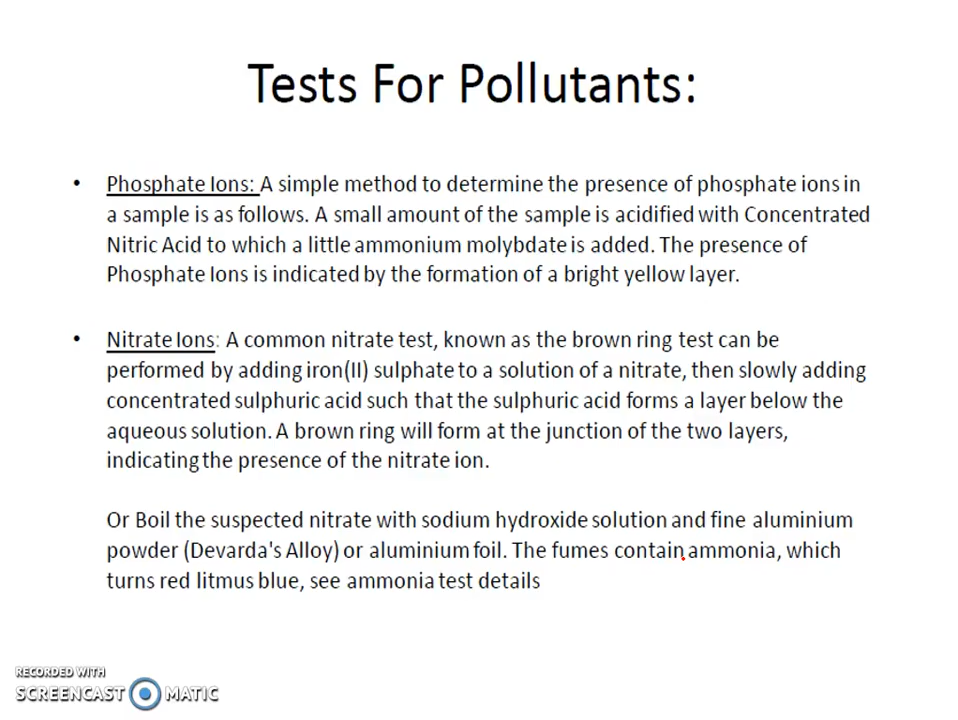 Tests For Pollutants:
• Phosphate Ions: A simple method to determine the presence of phosphate ions in
a sample is as follows. A small amount of the sample is acidified with Concentrated
Nitric Acid to which a little ammonium molybdate is added. The presence of
Phosphate Ions is indicated by the formation of a bright yellow layer.
• Nitrate Ions: A common nitrate test, known as the brown ring test can be
performed by adding iron(II) sulphate to a solution of a nitrate, then slowly adding
concentrated sulphuric acid such that the sulphuric acid forms a layer below the
aqueous solution. A brown ring will form at the junction of the two layers,
indicating the presence of the nitrate ion.
Or Boil the suspected nitrate with sodium hydroxide solution and fine aluminium
powder (Devarda's Alloy) or aluminium foil. The fumes contain ammonia, which
turns red litmus blue, see ammonia test details
RECORDED WITH
SCREENCAST MATIC